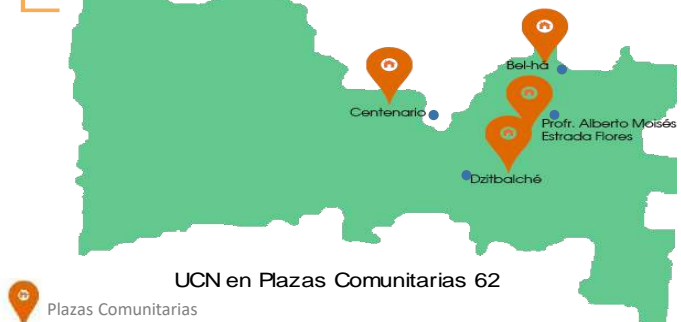 Bel-há
Centenario
Profr. Alberto Moisés
Estrada Flores
Dzitbalché
UCN en Plazas Comunitarias 62
Plazas Comunitarias